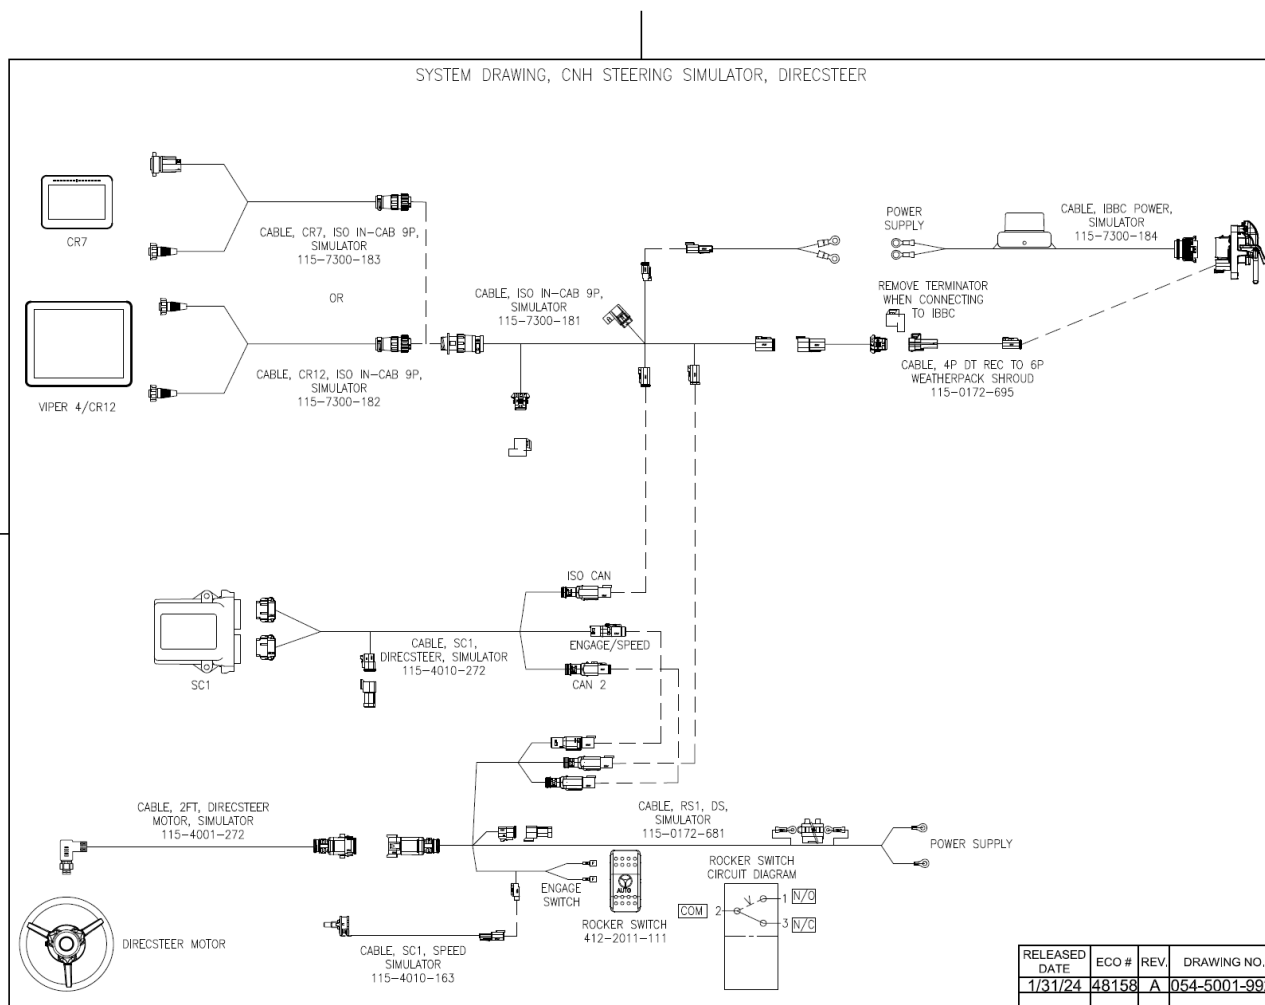 SYSTEM DRAWING, CNH STEERING SIMULATOR, DIRECSTEER
CR7
CABLE, CR7, ISO IN-CAB 9P,
SIMULATOR
115-7300-183
OR
VIPER 4/CR12
CABLE, CR12, ISO IN-CAB 9P,
SIMULATOR
115-7300-182
CABLE, ISO IN-CAB 9P,
SIMULATOR
115-7300-181
POWER
SUPPLY
CABLE, IBBC POWER,
SIMULATOR
115-7300-184
REMOVE TERMINATOR
WHEN CONNECTING
TO IBBC
CABLE, 4P DT REC TO 6P
WEATHERPACK SHROUD
115-0172-695
ISO CAN
ENGAGE/SPEED
CAN 2
SC1
CABLE, SC1,
DIRECSTEER, SIMULATOR
115-4010-272
CABLE, 2FT, DIRECSTEER
MOTOR, SIMULATOR
115-4001-272
CABLE, RS1, DS,
SIMULATOR
115-0172-681
POWER SUPPLY
ENGAGE
SWITCH
AUTO
ROCKER SWITCH
412-2011-111
ROCKER SWITCH
CIRCUIT DIAGRAM
COM 2
1 N/O
3 N/C
DIRECSTEER MOTOR
CABLE, SC1, SPEED
SIMULATOR
115-4010-163
RELEASED DATE ECO # REV. DRAWING NO.
1/31/24 48158 A 054-5001-99